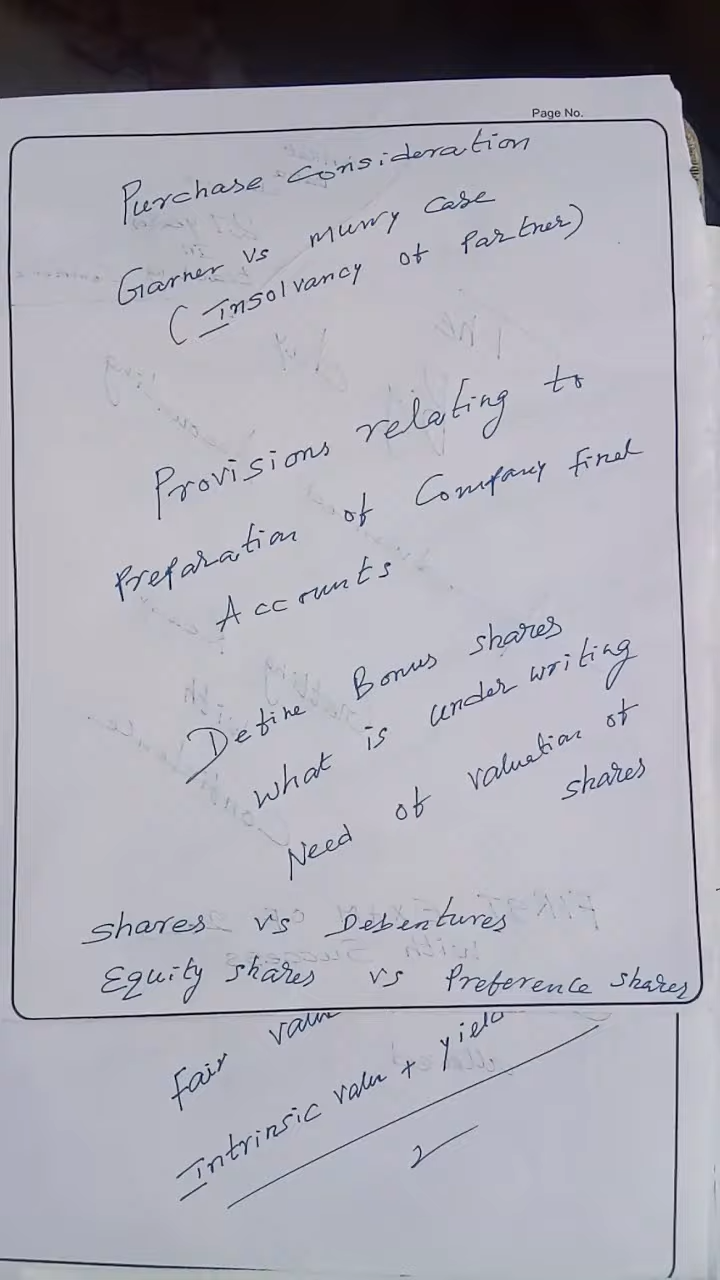 Page No.
Purchase Consideration
Garner vs Murry Case
(Insolvancy of Partner)
Provisions relating to
Preparation of Company final
Accounts
Define Bonus shares
what is under writing
Need of valuation of
shares
shares vs Debentures
Equity shares vs Preference shares
Fair value
Intrinsic value + yield
2